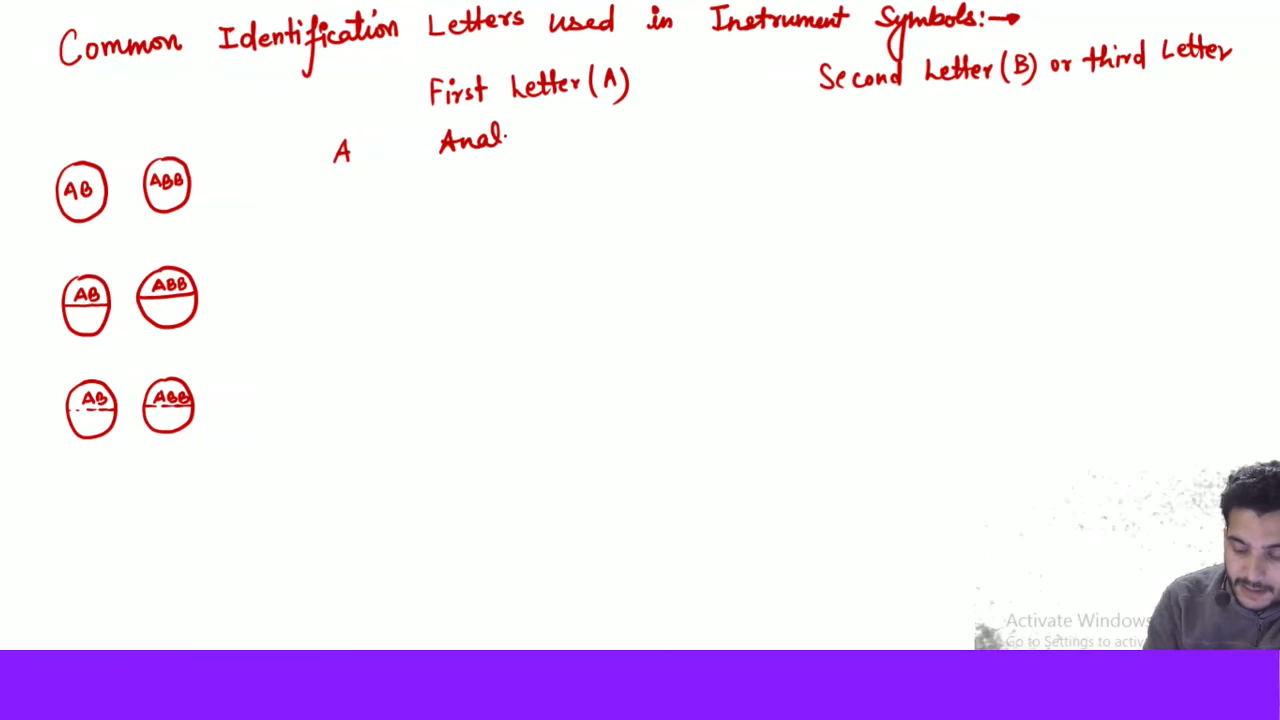 Common Identification Letters used in Instrument Symbols:→
First Letter (A) Second Letter (B) or third Letter
A Anal.
AB ABB
AB ABB
AB ABB
Activate Windows
Go to Settings to activ